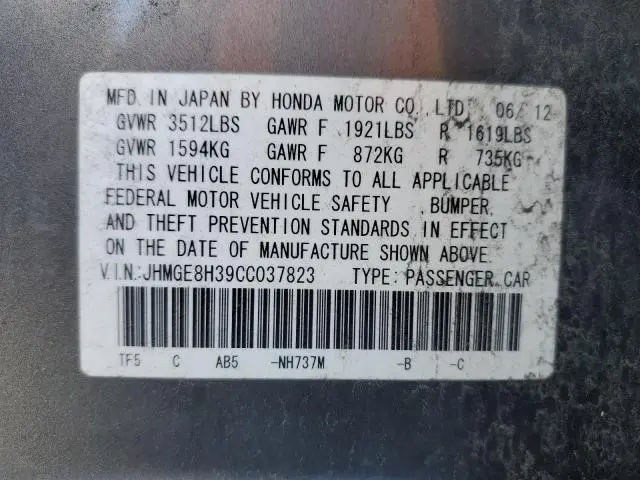 MFD. IN JAPAN BY HONDA MOTOR CO.,LTD. 06/12
GVWR 3512LBS GAWR F 1921LBS R 1619LBS
GVWR 1594KG GAWR F 872KG R 735KG
THIS VEHICLE CONFORMS TO ALL APPLICABLE
FEDERAL MOTOR VEHICLE SAFETY ,BUMPER,
AND THEFT PREVENTION STANDARDS IN EFFECT
ON THE DATE OF MANUFACTURE SHOWN ABOVE.
V.I.N.:JHMGE8H39CC037823 TYPE: PASSENGER CAR
TF5 C AB5 -NH737M -B -C